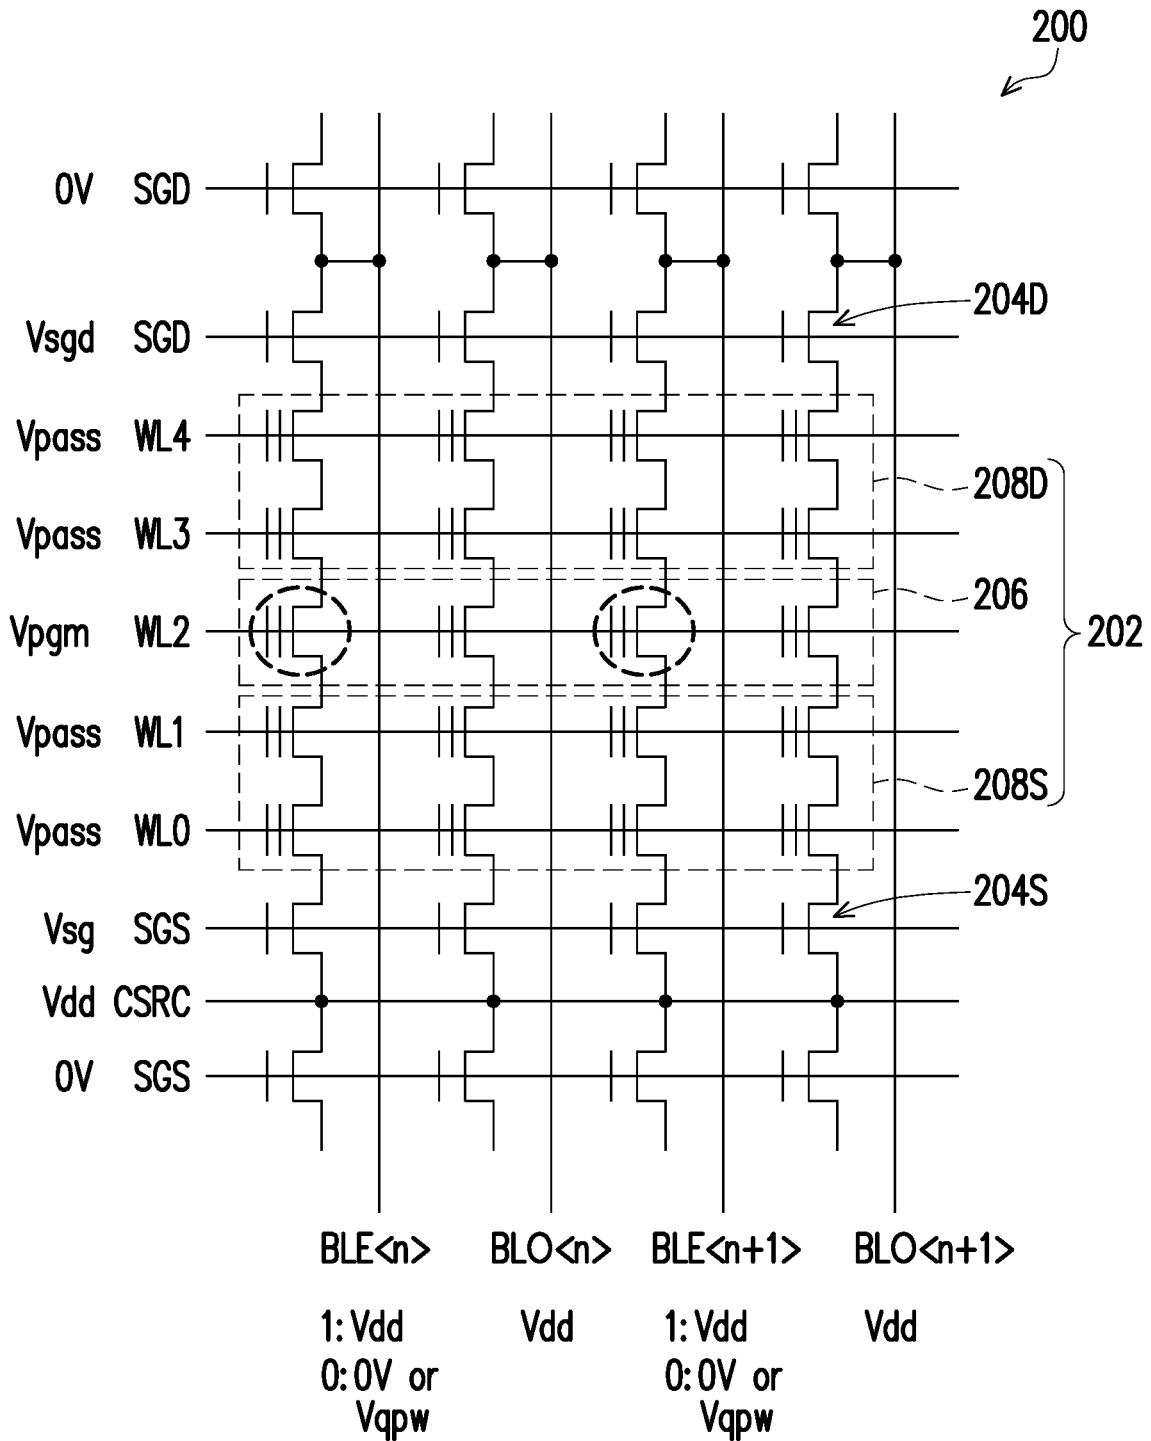 200
0V SGD
Vsgd SGD
204D
Vpass WL4
208D
Vpass WL3
206
Vpgm WL2
202
Vpass WL1
208S
Vpass WL0
204S
Vsg SGS
Vdd CSRC
0V SGS
BLE<n> BLO<n> BLE<n+1> BLO<n+1>
1: Vdd Vdd 1: Vdd Vdd
0: 0V or 0: 0V or
Vqpw Vqpw